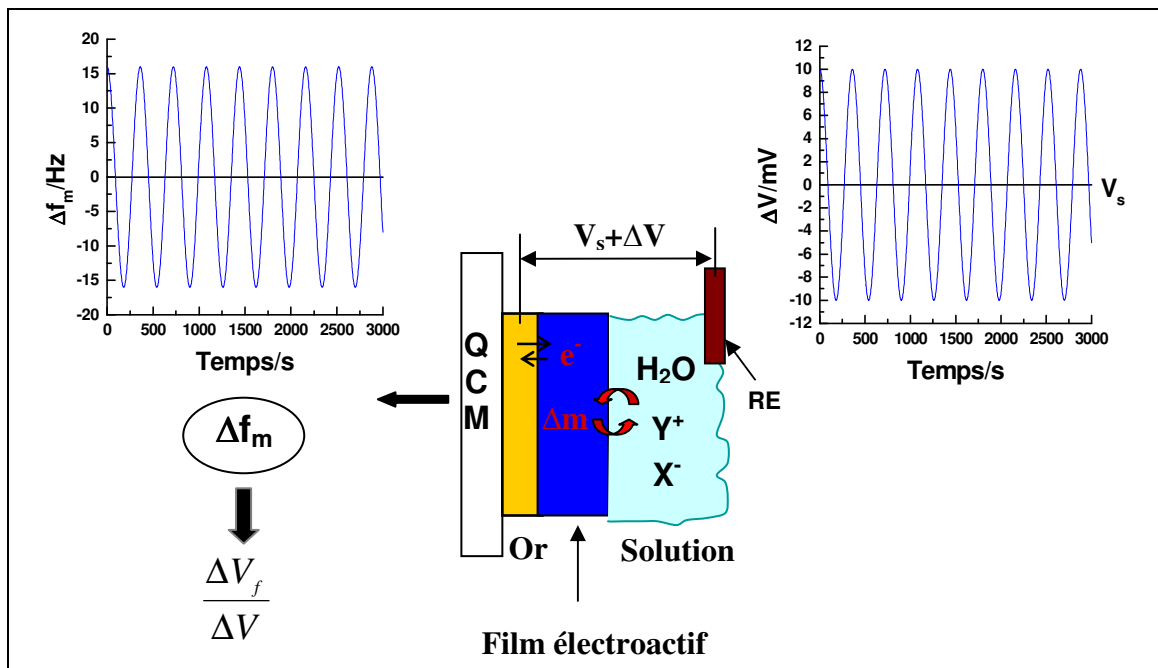 20
15
10
5
0
-5
-10
-15
-20
Δf_m/Hz
0 500 1000 1500 2000 2500 3000
Temps/s
12
10
8
6
4
2
0
-2
-4
-6
-8
-10
-12
ΔV/mV
V_s
0 500 1000 1500 2000 2500 3000
Temps/s
V_s+ΔV
Q
C
M
e^-
Δm
H₂O
Y⁺
X⁻
RE
Δf_m
ΔV_f
ΔV
Or Solution
Film électroactif